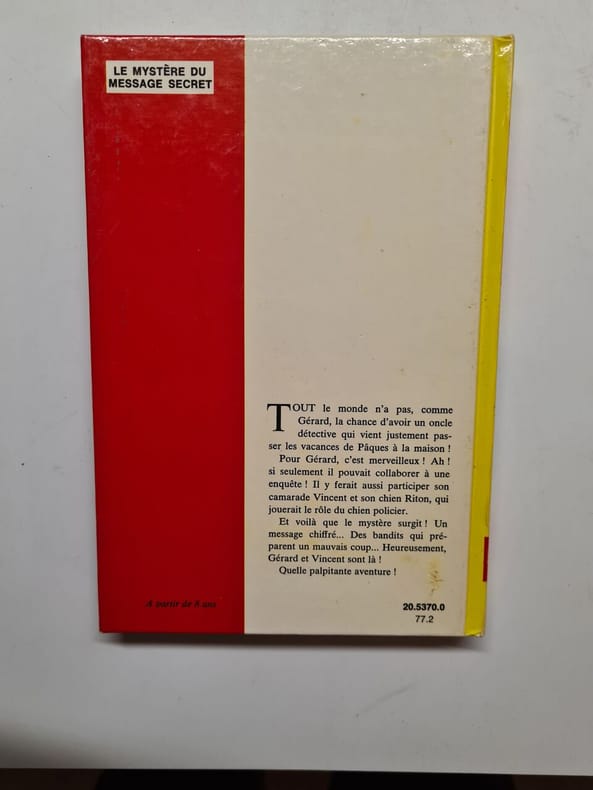 LE MYSTÈRE DU
MESSAGE SECRET
TOUT le monde n'a pas, comme
Gérard, la chance d'avoir un oncle
détective qui vient justement pas-
ser les vacances de Pâques à la maison !
Pour Gérard, c'est merveilleux ! Ah !
si seulement il pouvait collaborer à une
enquête ! Il y ferait aussi participer son
camarade Vincent et son chien Riton, qui
jouerait le rôle du chien policier.
Et voilà que le mystère surgit ! Un
message chiffré... Des bandits qui pré-
parent un mauvais coup... Heureusement,
Gérard et Vincent sont là !
Quelle palpitante aventure !
A partir de 8 ans
20.5370.0
77.2